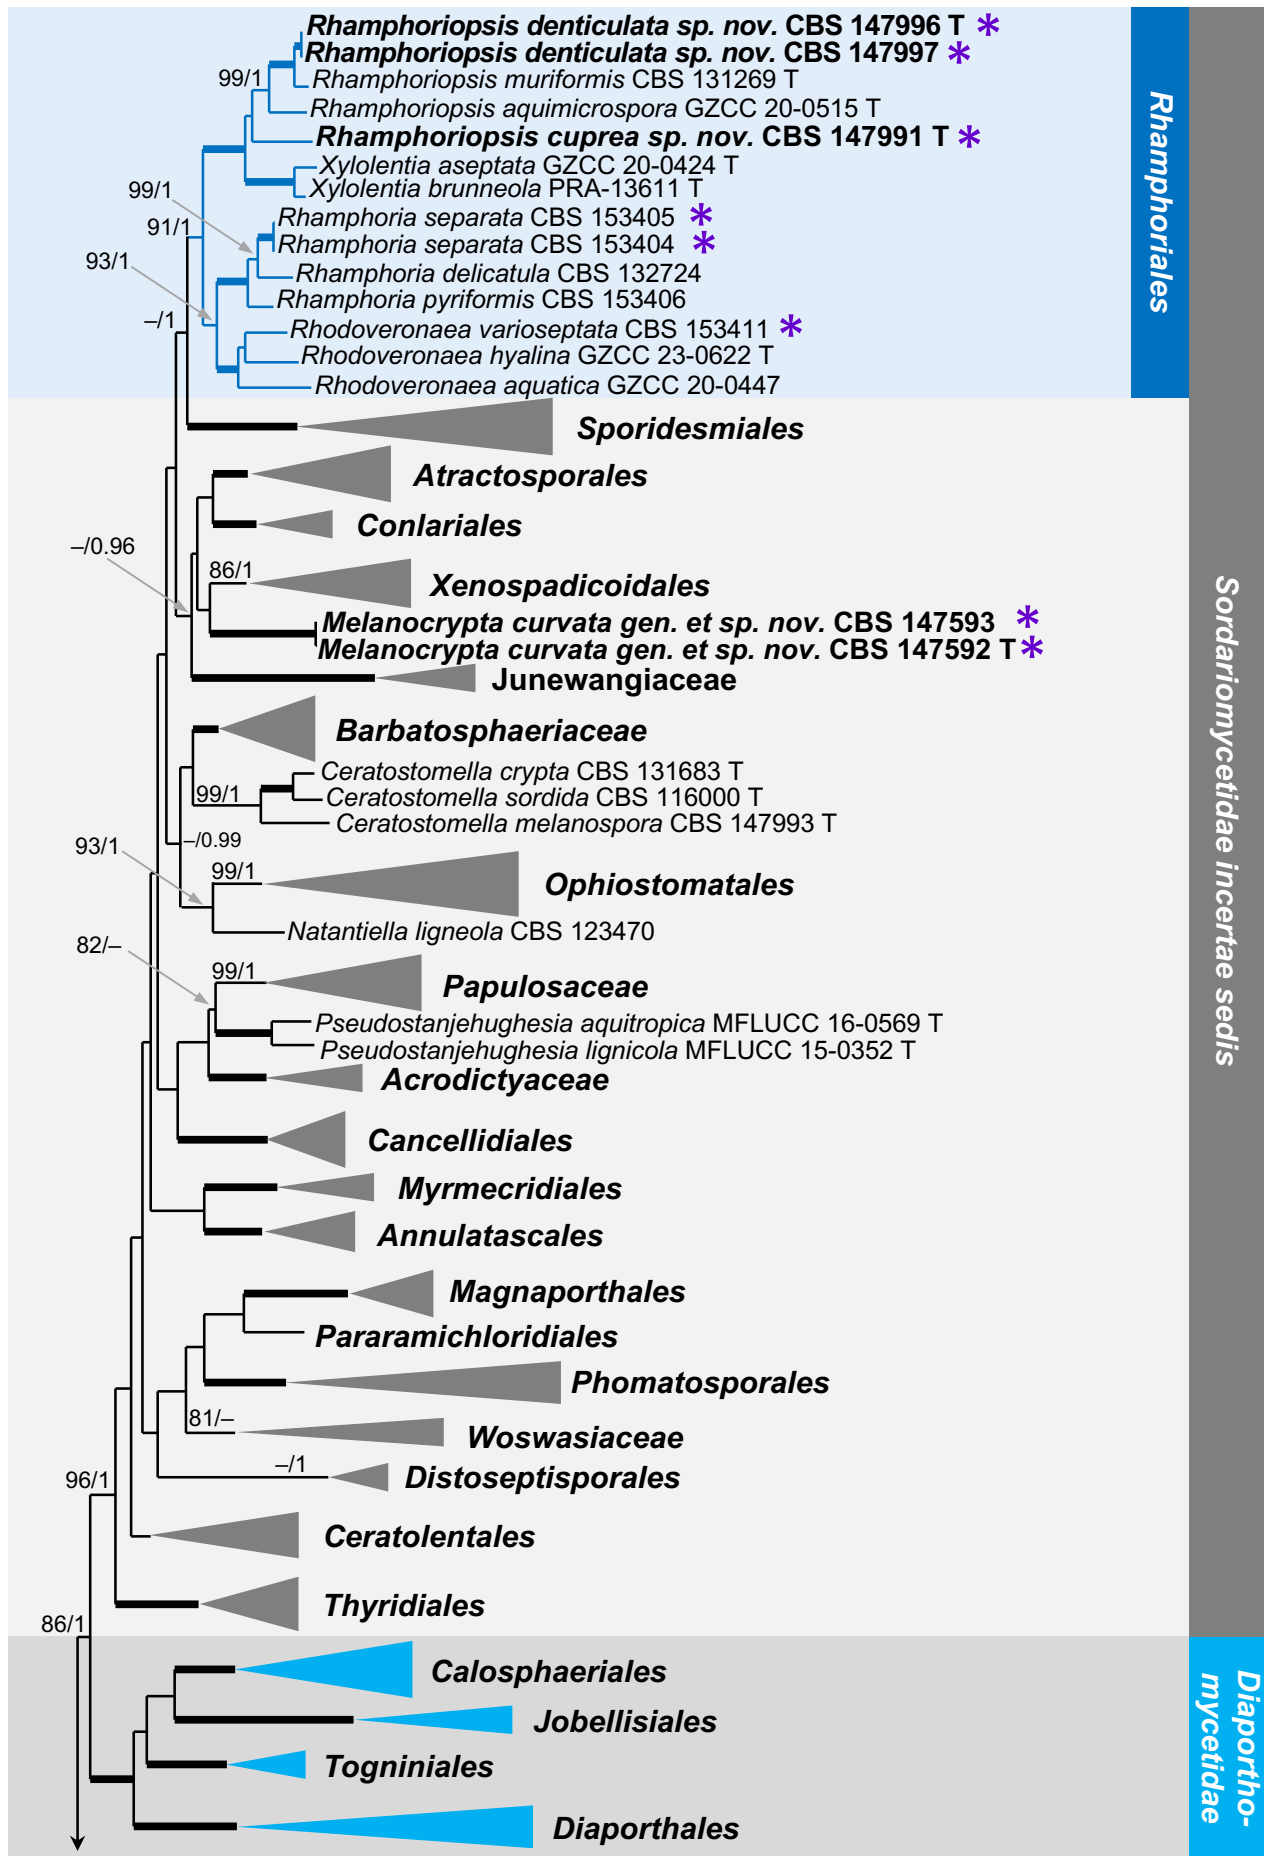 Rhamphoriopsis denticulata sp. nov. CBS 147996 T *
Rhamphoriopsis denticulata sp. nov. CBS 147997 *
99/1
Rhamphoriopsis muriformis CBS 131269 T
Rhamphoriopsis aquimicrospora GZCC 20-0515 T
Rhamphoriopsis cuprea sp. nov. CBS 147991 T *
Xylolentia aseptata GZCC 20-0424 T
Xylolentia brunneola PRA-13611 T
99/1
Rhamphoria separata CBS 153405 *
91/1
Rhamphoria separata CBS 153404 *
93/1
Rhamphoria delicatula CBS 132724
Rhamphoria pyriformis CBS 153406
–/1
Rhodoveronaea varioseptata CBS 153411 *
Rhodoveronaea hyalina GZCC 23-0622 T
Rhodoveronaea aquatica GZCC 20-0447
Rhamphoriales
Sporidesmiales
Atractosporales
Conlariales
–/0.96
86/1
Xenospadicoidales
Melanocrypta curvata gen. et sp. nov. CBS 147593 *
Melanocrypta curvata gen. et sp. nov. CBS 147592 T *
Junewangiaceae
Barbatosphaeriaceae
Ceratostomella crypta CBS 131683 T
99/1
Ceratostomella sordida CBS 116000 T
Ceratostomella melanospora CBS 147993 T
–/0.99
93/1
99/1
Ophiostomatales
Natantiella ligneola CBS 123470
82/–
99/1
Papulosaceae
Pseudostanjehughesia aquitropica MFLUCC 16-0569 T
Pseudostanjehughesia lignicola MFLUCC 15-0352 T
Acrodictyaceae
Cancellidiales
Myrmecridiales
Annulatascales
Magnaporthales
Pararamichloridiales
Phomatosporales
81/–
Woswasiaceae
–/1
Distoseptisporales
96/1
Ceratolentales
Thyridiales
Sordariomycetidae incertae sedis
86/1
Calosphaeriales
Jobellisiales
Togniniales
Diaporthales
Diaportho-
mycetidae